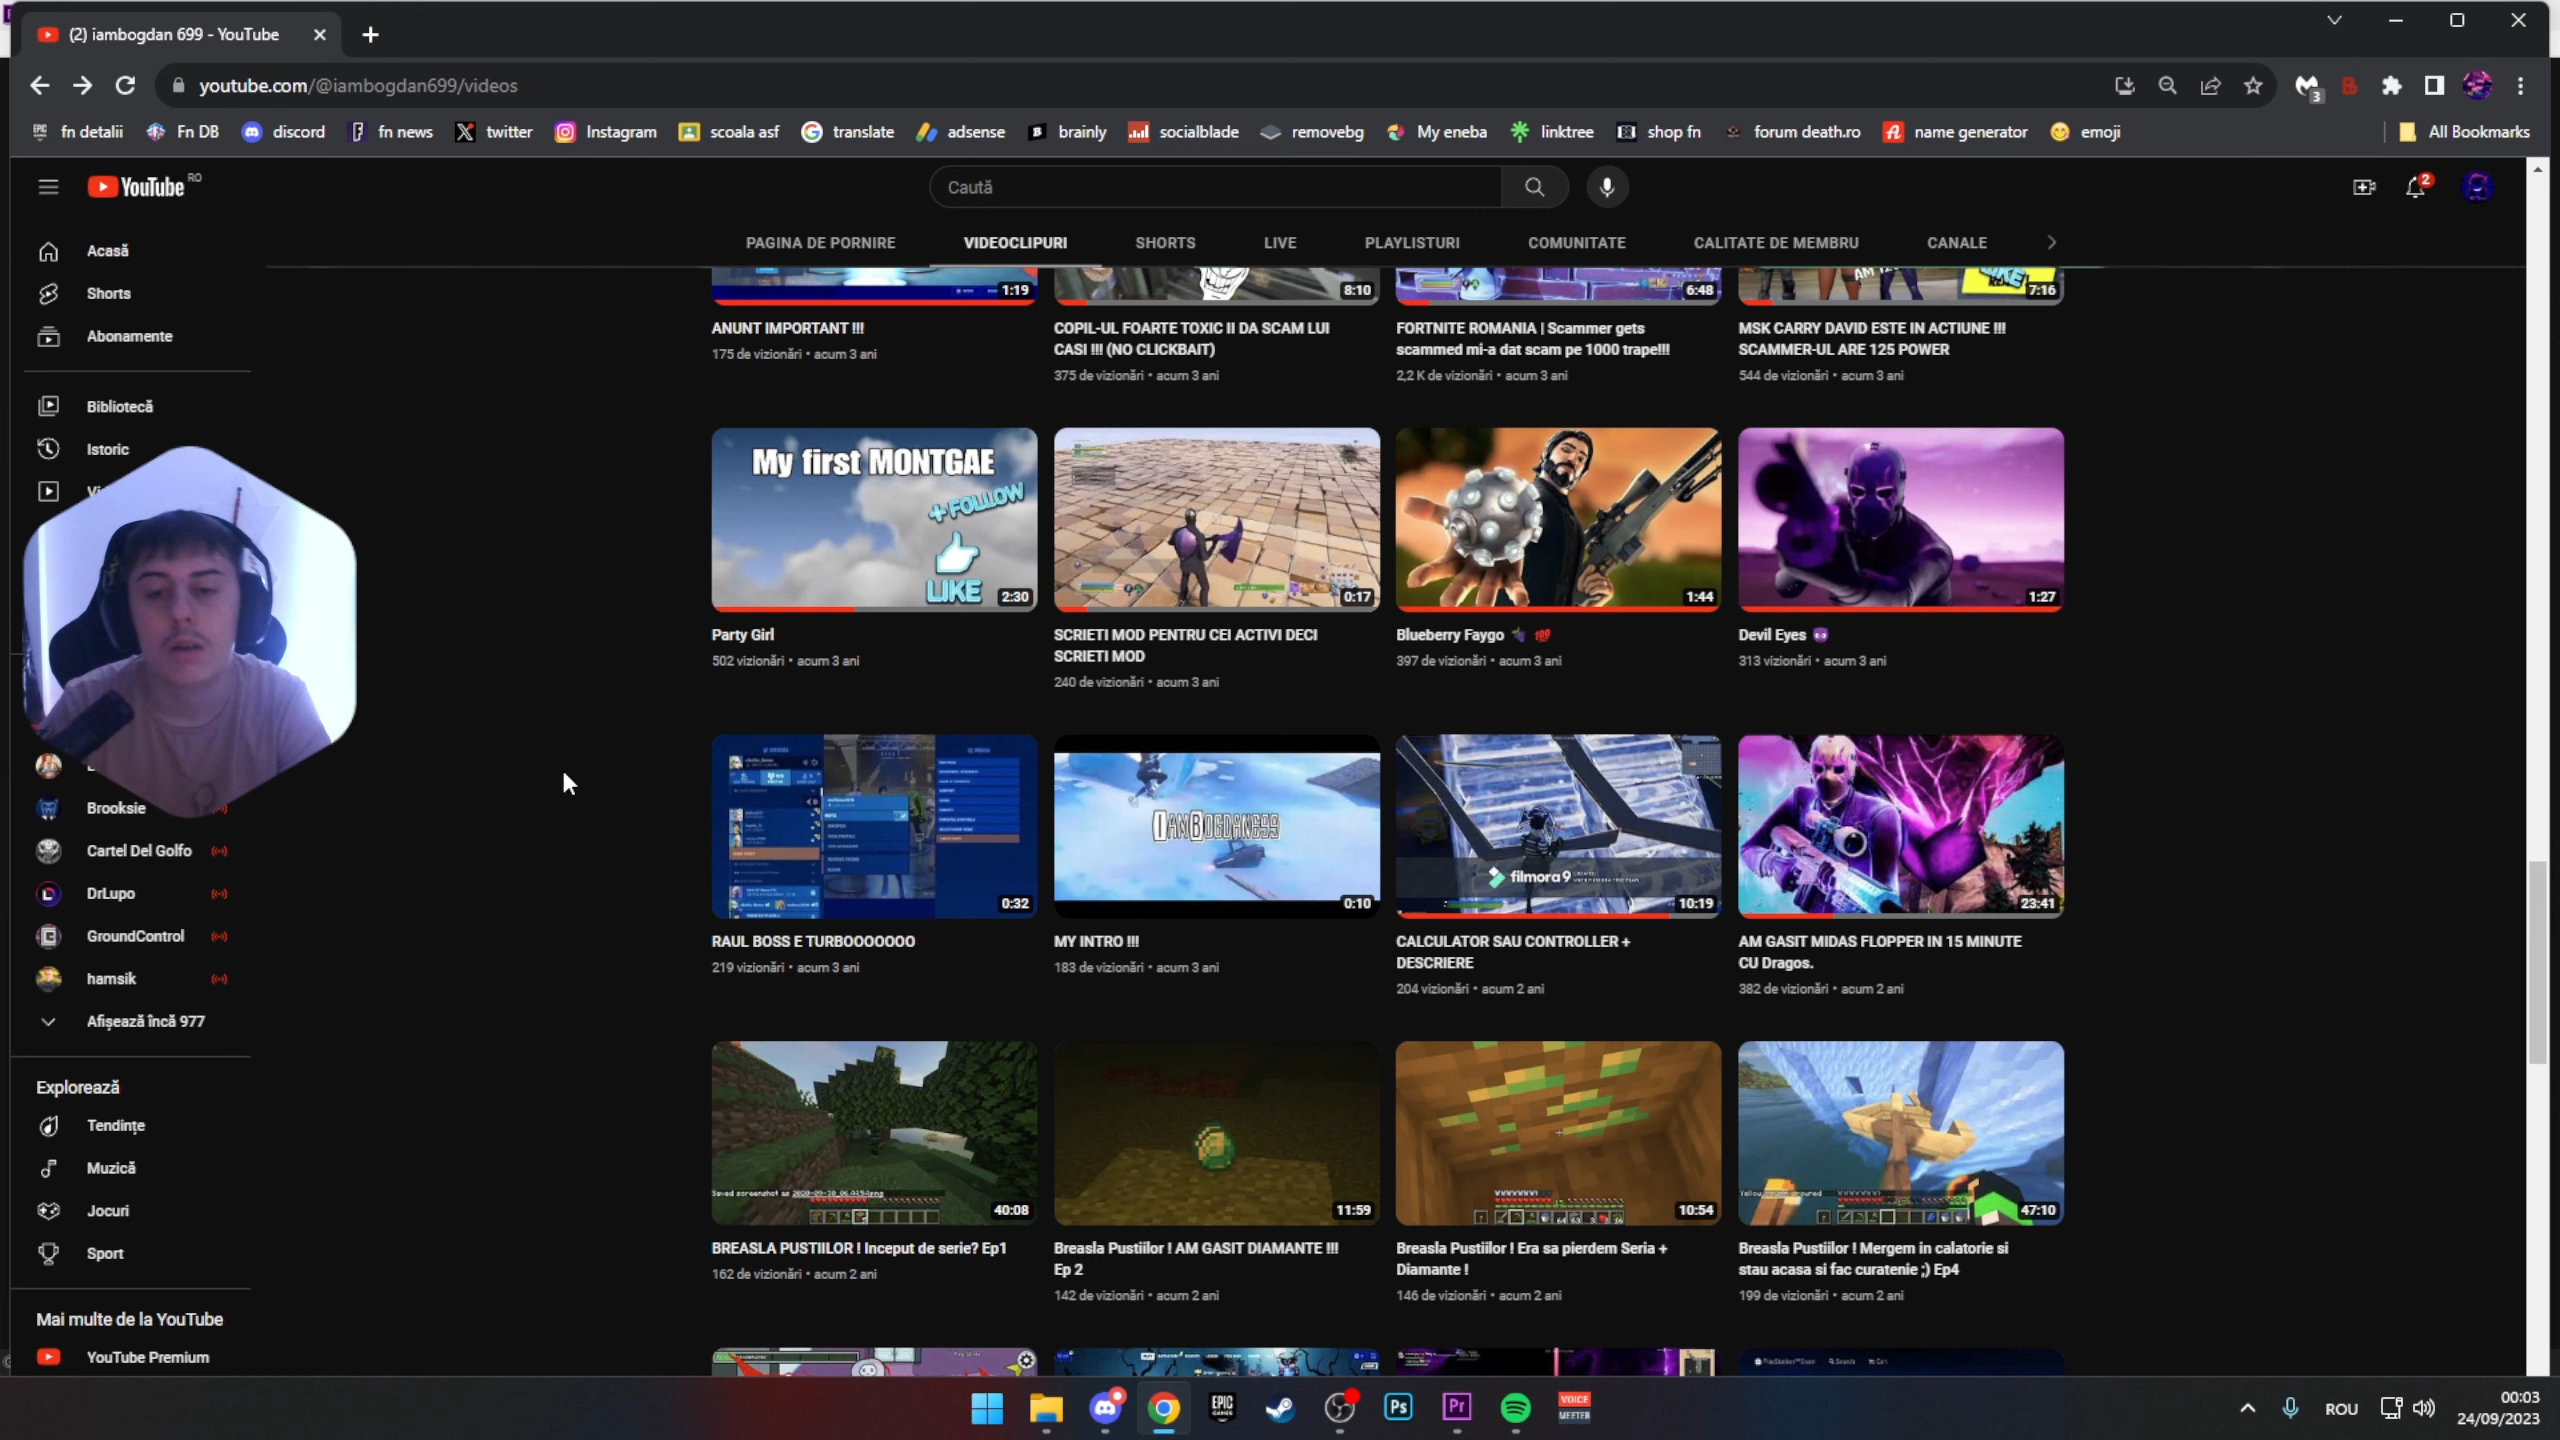 (2) iambogdan 699 - YouTube
youtube.com/@iambogdan699/videos
3
fn detalii
Fn DB
discord
fn news
twitter
Instagram
scoala asf
translate
adsense
brainly
socialblade
removebg
My eneba
linktree
shop fn
forum death.ro
name generator
emoji
All Bookmarks
YouTube RO
Caută
2
PAGINA DE PORNIRE
VIDEOCLIPURI
SHORTS
LIVE
PLAYLISTURI
COMUNITATE
CALITATE DE MEMBRU
CANALE
Acasă
Shorts
Abonamente
Bibliotecă
Istoric
Brooksie
Cartel Del Golfo
DrLupo
GroundControl
hamsik
Afișează încă 977
Explorează
Tendințe
Muzică
Jocuri
Sport
Mai multe de la YouTube
YouTube Premium
1:19
8:10
6:48
LIKE
7:16
ANUNT IMPORTANT !!!
175 de vizionări • acum 3 ani
COPIL-UL FOARTE TOXIC II DA SCAM LUI
CASI !!! (NO CLICKBAIT)
375 de vizionări • acum 3 ani
FORTNITE ROMANIA | Scammer gets
scammed mi-a dat scam pe 1000 trape!!!
2,2 K de vizionări • acum 3 ani
MSK CARRY DAVID ESTE IN ACTIUNE !!!
SCAMMER-UL ARE 125 POWER
544 de vizionări • acum 3 ani
My first MONTGAE
+ FOLLOW
LIKE
2:30
0:17
1:44
1:27
Party Girl
502 vizionări • acum 3 ani
SCRIETI MOD PENTRU CEI ACTIVI DECI
SCRIETI MOD
240 de vizionări • acum 3 ani
Blueberry Faygo 🍇 💯
397 de vizionări • acum 3 ani
Devil Eyes 😈
313 vizionări • acum 3 ani
0:32
IAMBOGDAN699
0:10
filmora9
10:19
23:41
RAUL BOSS E TURBOOOOOOO
219 vizionări • acum 3 ani
MY INTRO !!!
183 de vizionări • acum 3 ani
CALCULATOR SAU CONTROLLER +
DESCRIERE
204 vizionări • acum 2 ani
AM GASIT MIDAS FLOPPER IN 15 MINUTE
CU Dragos.
382 de vizionări • acum 2 ani
40:08
11:59
10:54
47:10
BREASLA PUSTIILOR ! Inceput de serie? Ep1
162 de vizionări • acum 2 ani
Breasla Pustiilor ! AM GASIT DIAMANTE !!!
Ep 2
142 de vizionări • acum 2 ani
Breasla Pustiilor ! Era sa pierdem Seria +
Diamante !
146 de vizionări • acum 2 ani
Breasla Pustiilor ! Mergem in calatorie si
stau acasa si fac curatenie ;) Ep4
199 de vizionări • acum 2 ani
EPIC GAMES
Ps
Pr
VOICE
MEETER
ROU
00:03
24/09/2023